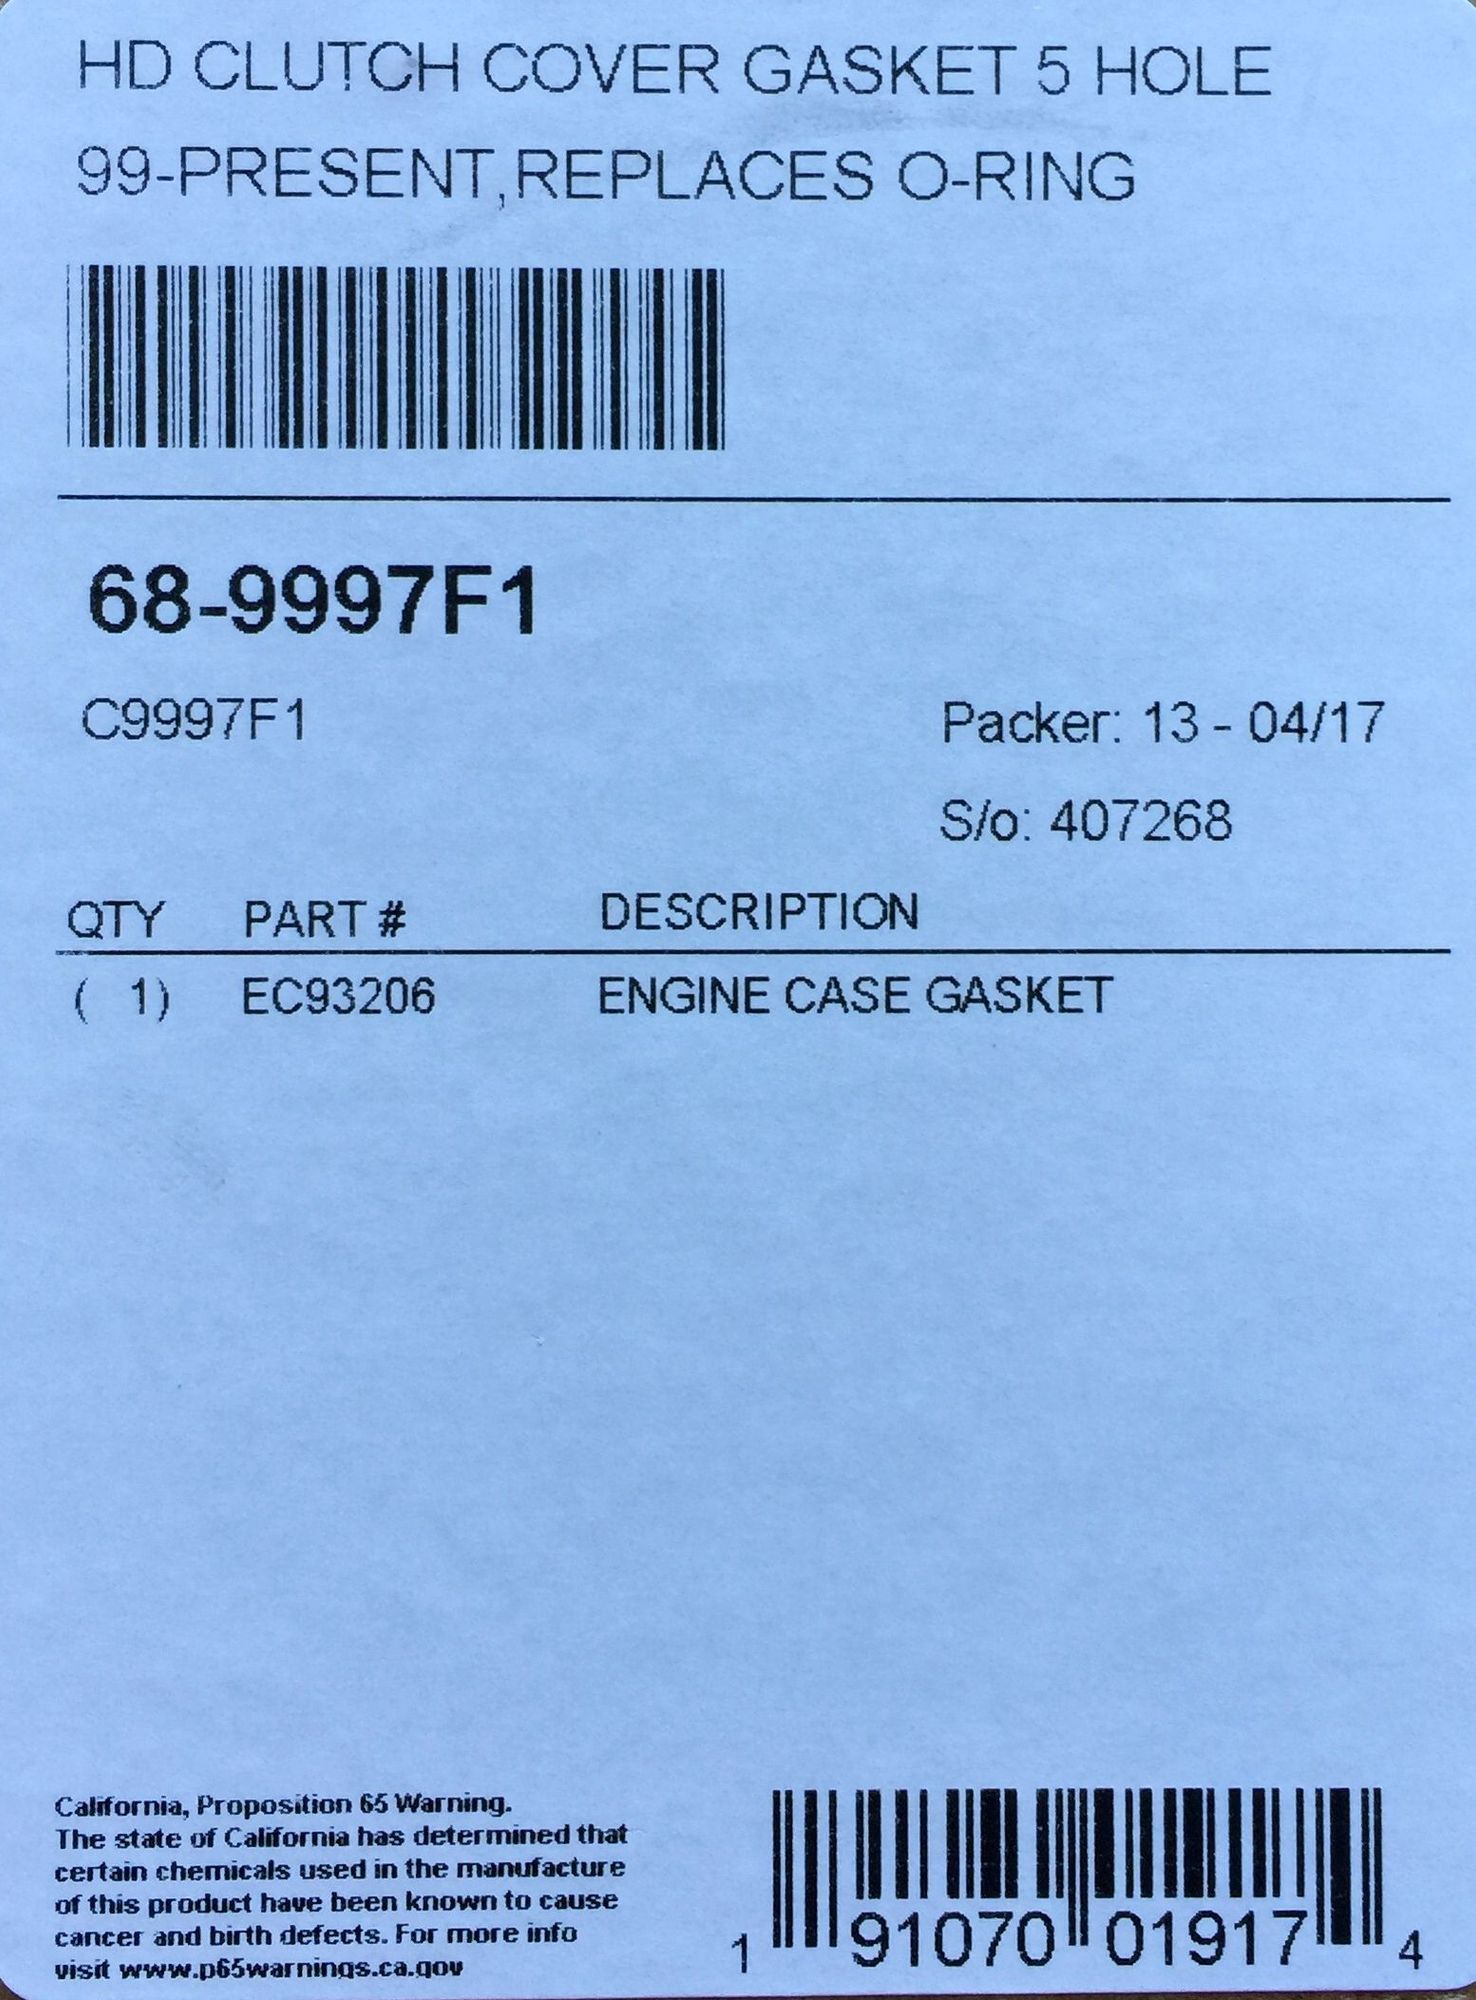 HD CLUTCH COVER GASKET 5 HOLE
99-PRESENT,REPLACES O-RING
68-9997F1
C9997F1
Packer: 13 - 04/17
S/o: 407268
QTY PART # DESCRIPTION
( 1) EC93206 ENGINE CASE GASKET
California, Proposition 65 Warning.
The state of California has determined that
certain chemicals used in the manufacture
of this product have been known to cause
cancer and birth defects. For more info
visit www.p65warnings.ca.gov
1 91070 01917 4